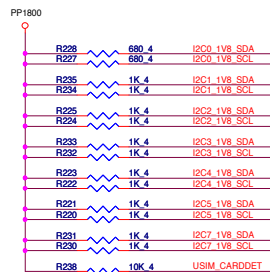 PP1800
R228 680_4 I2C0_1V8_SDA
R227 680_4 I2C0_1V8_SCL
R235 1K_4 I2C1_1V8_SDA
R234 1K_4 I2C1_1V8_SCL
R225 1K_4 I2C2_1V8_SDA
R224 1K_4 I2C2_1V8_SCL
R233 1K_4 I2C3_1V8_SDA
R232 1K_4 I2C3_1V8_SCL
R223 1K_4 I2C4_1V8_SDA
R222 1K_4 I2C4_1V8_SCL
R221 1K_4 I2C5_1V8_SDA
R220 1K_4 I2C5_1V8_SCL
R231 1K_4 I2C7_1V8_SDA
R230 1K_4 I2C7_1V8_SCL
R238 10K_4 USIM_CARDDET